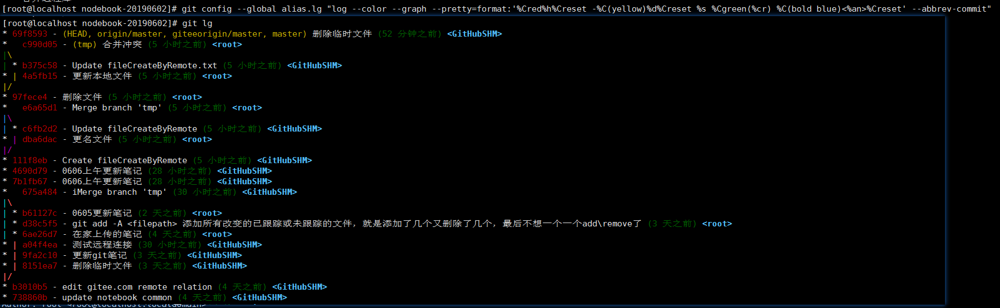 [root@localhost nodebook-20190602]# git config --global alias.lg "log --color --graph --pretty=format:'%Cred%h%Creset -%C(yellow)%d%Creset %s %Cgreen(%cr) %C(bold blue)<%an>%Creset' --abbrev-commit"
[root@localhost nodebook-20190602]# git lg
* 69f8593 - (HEAD, origin/master, giteeorigin/master, master) 删除临时文件 (52 分钟之前) <GitHubSHM>
*   c990d05 - (tmp) 合并冲突 (5 小时之前) <root>
|\
| * b375c58 - Update fileCreateByRemote.txt (5 小时之前) <GitHubSHM>
* | 4a5fb15 - 更新本地文件 (5 小时之前) <root>
|/
* 97fece4 - 删除文件 (5 小时之前) <root>
*   e6a65d1 - Merge branch 'tmp' (5 小时之前) <root>
|\
| * c6fb2d2 - Update fileCreateByRemote (5 小时之前) <GitHubSHM>
* | dba6dac - 更名文件 (5 小时之前) <root>
|/
* 111f8eb - Create fileCreateByRemote (5 小时之前) <GitHubSHM>
* 4690d79 - 0606上午更新笔记 (28 小时之前) <GitHubSHM>
* 7b1fb67 - 0606上午更新笔记 (28 小时之前) <GitHubSHM>
*   675a484 - iMerge branch 'tmp' (30 小时之前) <GitHubSHM>
|\
| * b61127c - 0605更新笔记 (2 天之前) <root>
| * d38c5f5 - git add -A <filepath> 添加所有改变的已跟踪或未跟踪的文件，就是添加了几个又删除了几个，最后不想一个一个add\remove了 (3 天之前) <root>
| * 6ae26d7 - 在家上传的笔记 (4 天之前) <root>
* | a04f4ea - 测试远程连接 (30 小时之前) <GitHubSHM>
* | 9fa2c10 - 更新git笔记 (3 天之前) <GitHubSHM>
* | 8151ea7 - 删除临时文件 (3 天之前) <GitHubSHM>
|/
* b3010b5 - edit gitee.com remote relation (4 天之前) <GitHubSHM>
* 738860b - update notebook common (4 天之前) <GitHubSHM>
Author: root <root@localhost.localdomain>